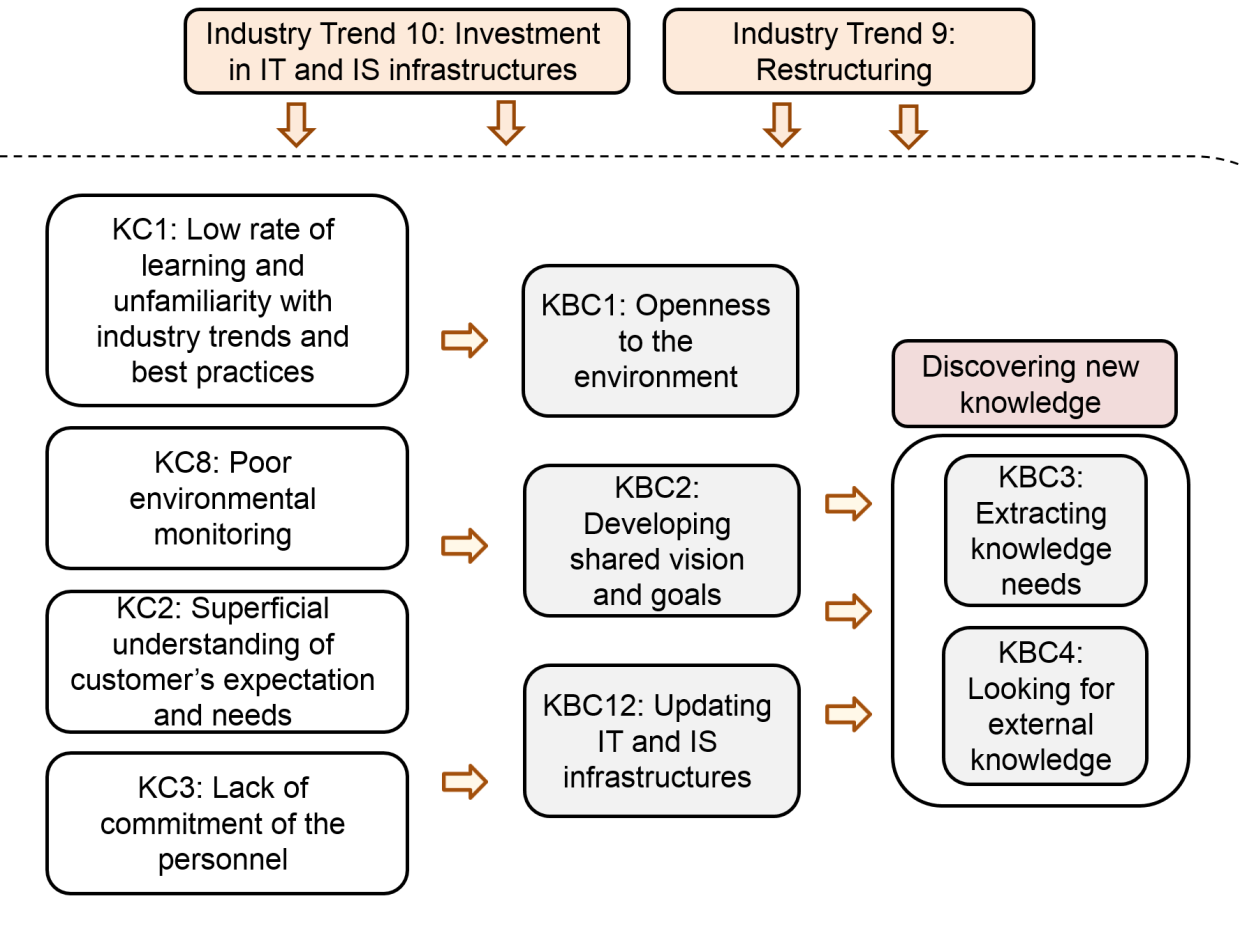 Industry Trend 10: Investment
in IT and IS infrastructures
Industry Trend 9:
Restructuring
KC1: Low rate of
learning and
unfamiliarity with
industry trends and
best practices
KC8: Poor
environmental
monitoring
KC2: Superficial
understanding of
customer’s expectation
and needs
KC3: Lack of
commitment of the
personnel
KBC1: Openness
to the
environment
KBC2:
Developing
shared vision
and goals
KBC12: Updating
IT and IS
infrastructures
Discovering new
knowledge
KBC3:
Extracting
knowledge
needs
KBC4:
Looking for
external
knowledge